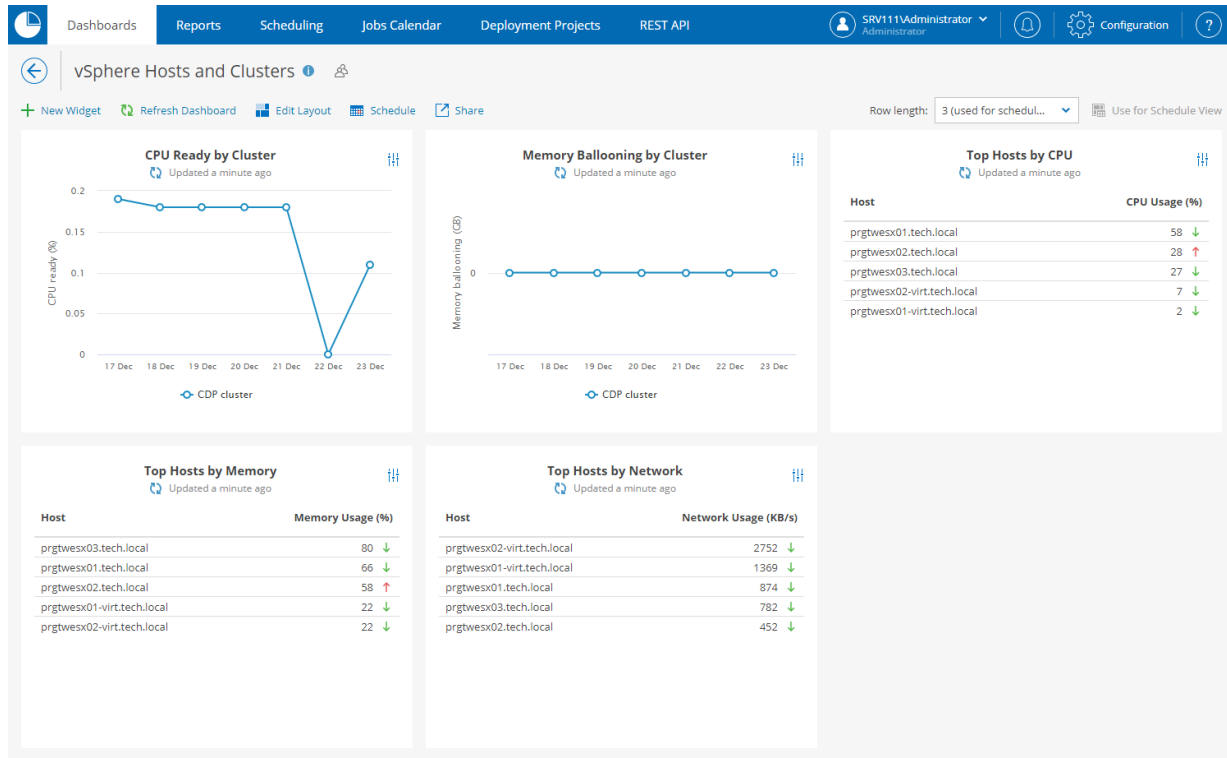 Dashboards Reports Scheduling Jobs Calendar Deployment Projects REST API SRV111\Administrator Configuration ?
Administrator
vSphere Hosts and Clusters i
New Widget Refresh Dashboard Edit Layout Schedule Share Row length: 3 (used for schedul... Use for Schedule View
CPU Ready by Cluster
Updated a minute ago
CPU ready (%)
0.2
0.15
0.1
0.05
0
17 Dec 18 Dec 19 Dec 20 Dec 21 Dec 22 Dec 23 Dec
CDP cluster
Memory Ballooning by Cluster
Updated a minute ago
Memory ballooning (GB)
0
17 Dec 18 Dec 19 Dec 20 Dec 21 Dec 22 Dec 23 Dec
CDP cluster
Top Hosts by CPU
Updated a minute ago
Host CPU Usage (%)
prgtwesx01.tech.local 58 ↓
prgtwesx02.tech.local 28 ↑
prgtwesx03.tech.local 27 ↓
prgtwesx02-virt.tech.local 7 ↓
prgtwesx01-virt.tech.local 2 ↓
Top Hosts by Memory
Updated a minute ago
Host Memory Usage (%)
prgtwesx03.tech.local 80 ↓
prgtwesx01.tech.local 66 ↓
prgtwesx02.tech.local 58 ↑
prgtwesx01-virt.tech.local 22 ↓
prgtwesx02-virt.tech.local 22 ↓
Top Hosts by Network
Updated a minute ago
Host Network Usage (KB/s)
prgtwesx02-virt.tech.local 2752 ↓
prgtwesx01-virt.tech.local 1369 ↓
prgtwesx01.tech.local 874 ↓
prgtwesx03.tech.local 782 ↓
prgtwesx02.tech.local 452 ↓